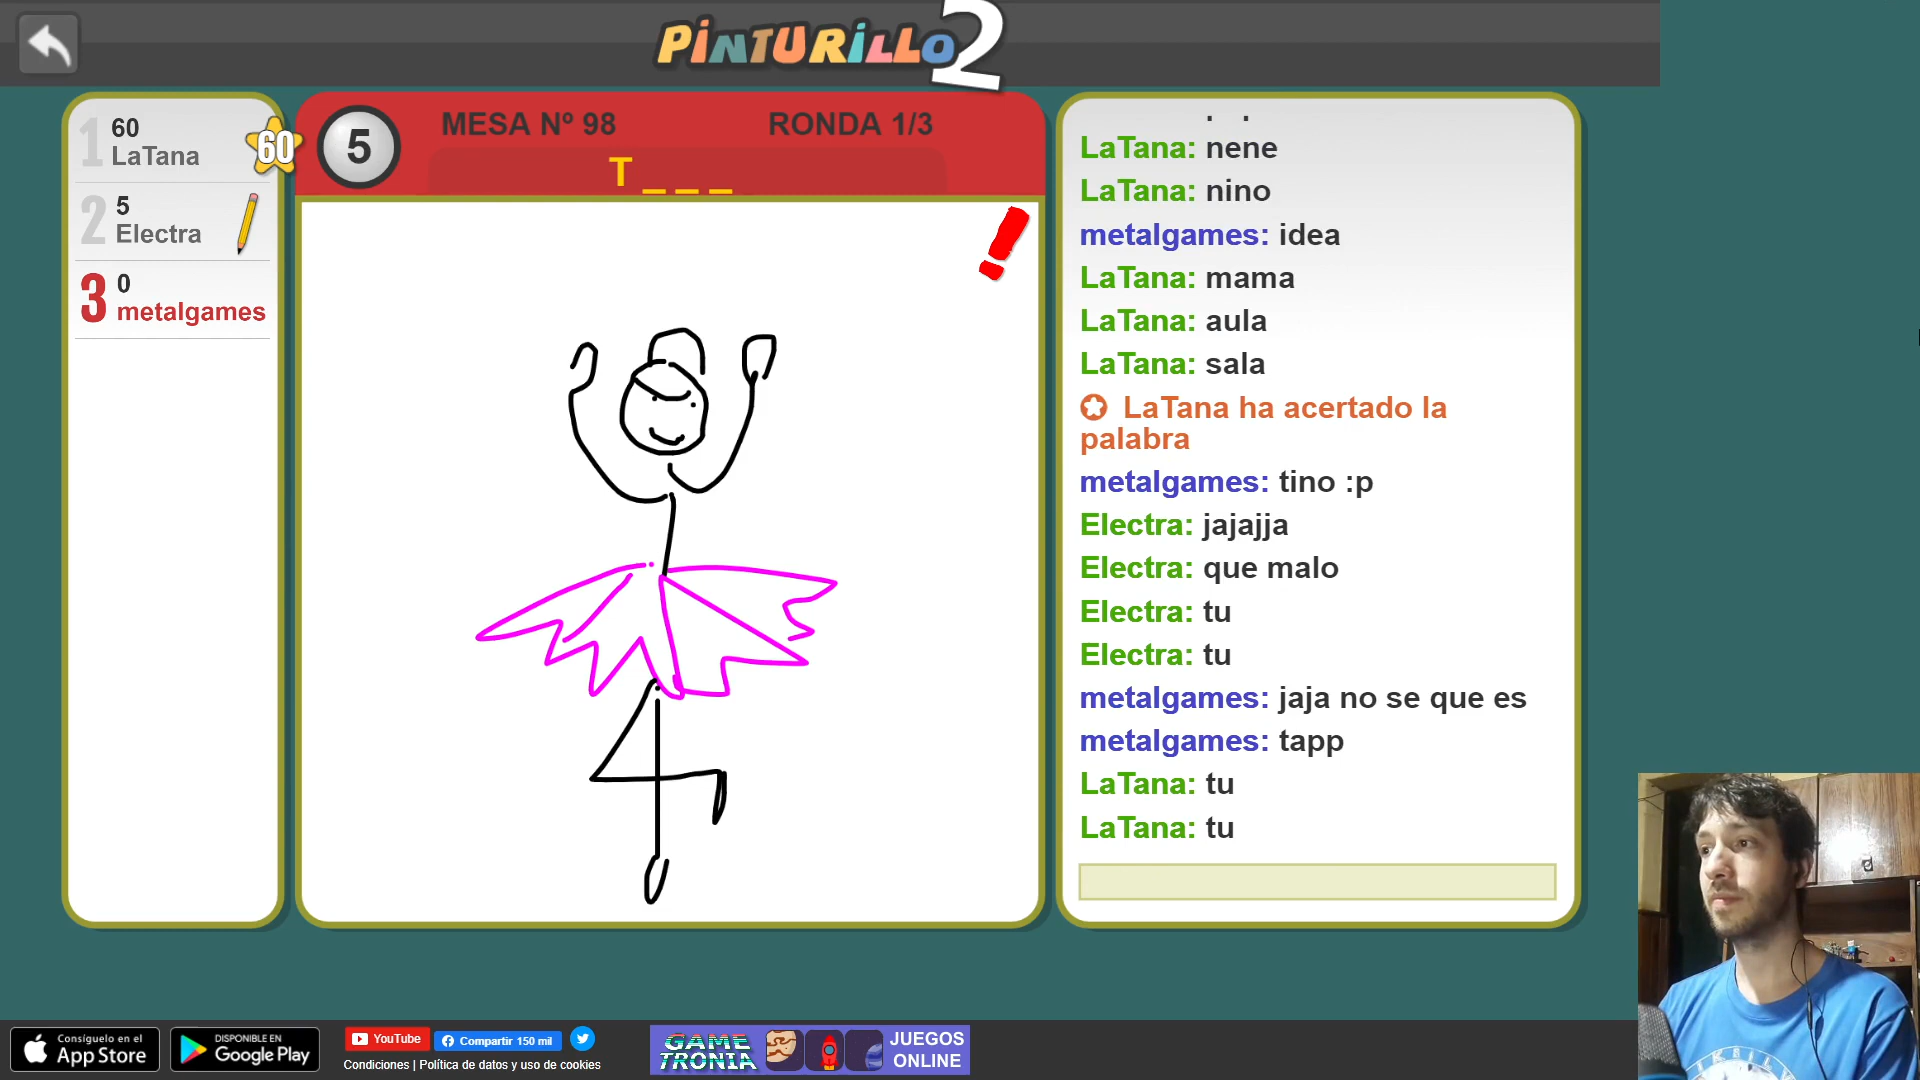 PINTURILLO 2
1 60 LaTana 60
2 5 Electra
3 0 metalgames
5
MESA Nº 98
RONDA 1/3
T _ _ _
!
LaTana: nene
LaTana: nino
metalgames: idea
LaTana: mama
LaTana: aula
LaTana: sala
LaTana ha acertado la
palabra
metalgames: tino :p
Electra: jajajja
Electra: que malo
Electra: tu
Electra: tu
metalgames: jaja no se que es
metalgames: tapp
LaTana: tu
LaTana: tu
Consíguelo en el
App Store
DISPONIBLE EN
Google Play
YouTube
Compartir 150 mil
Condiciones | Política de datos y uso de cookies
GAME
TRONIA
JUEGOS
ONLINE